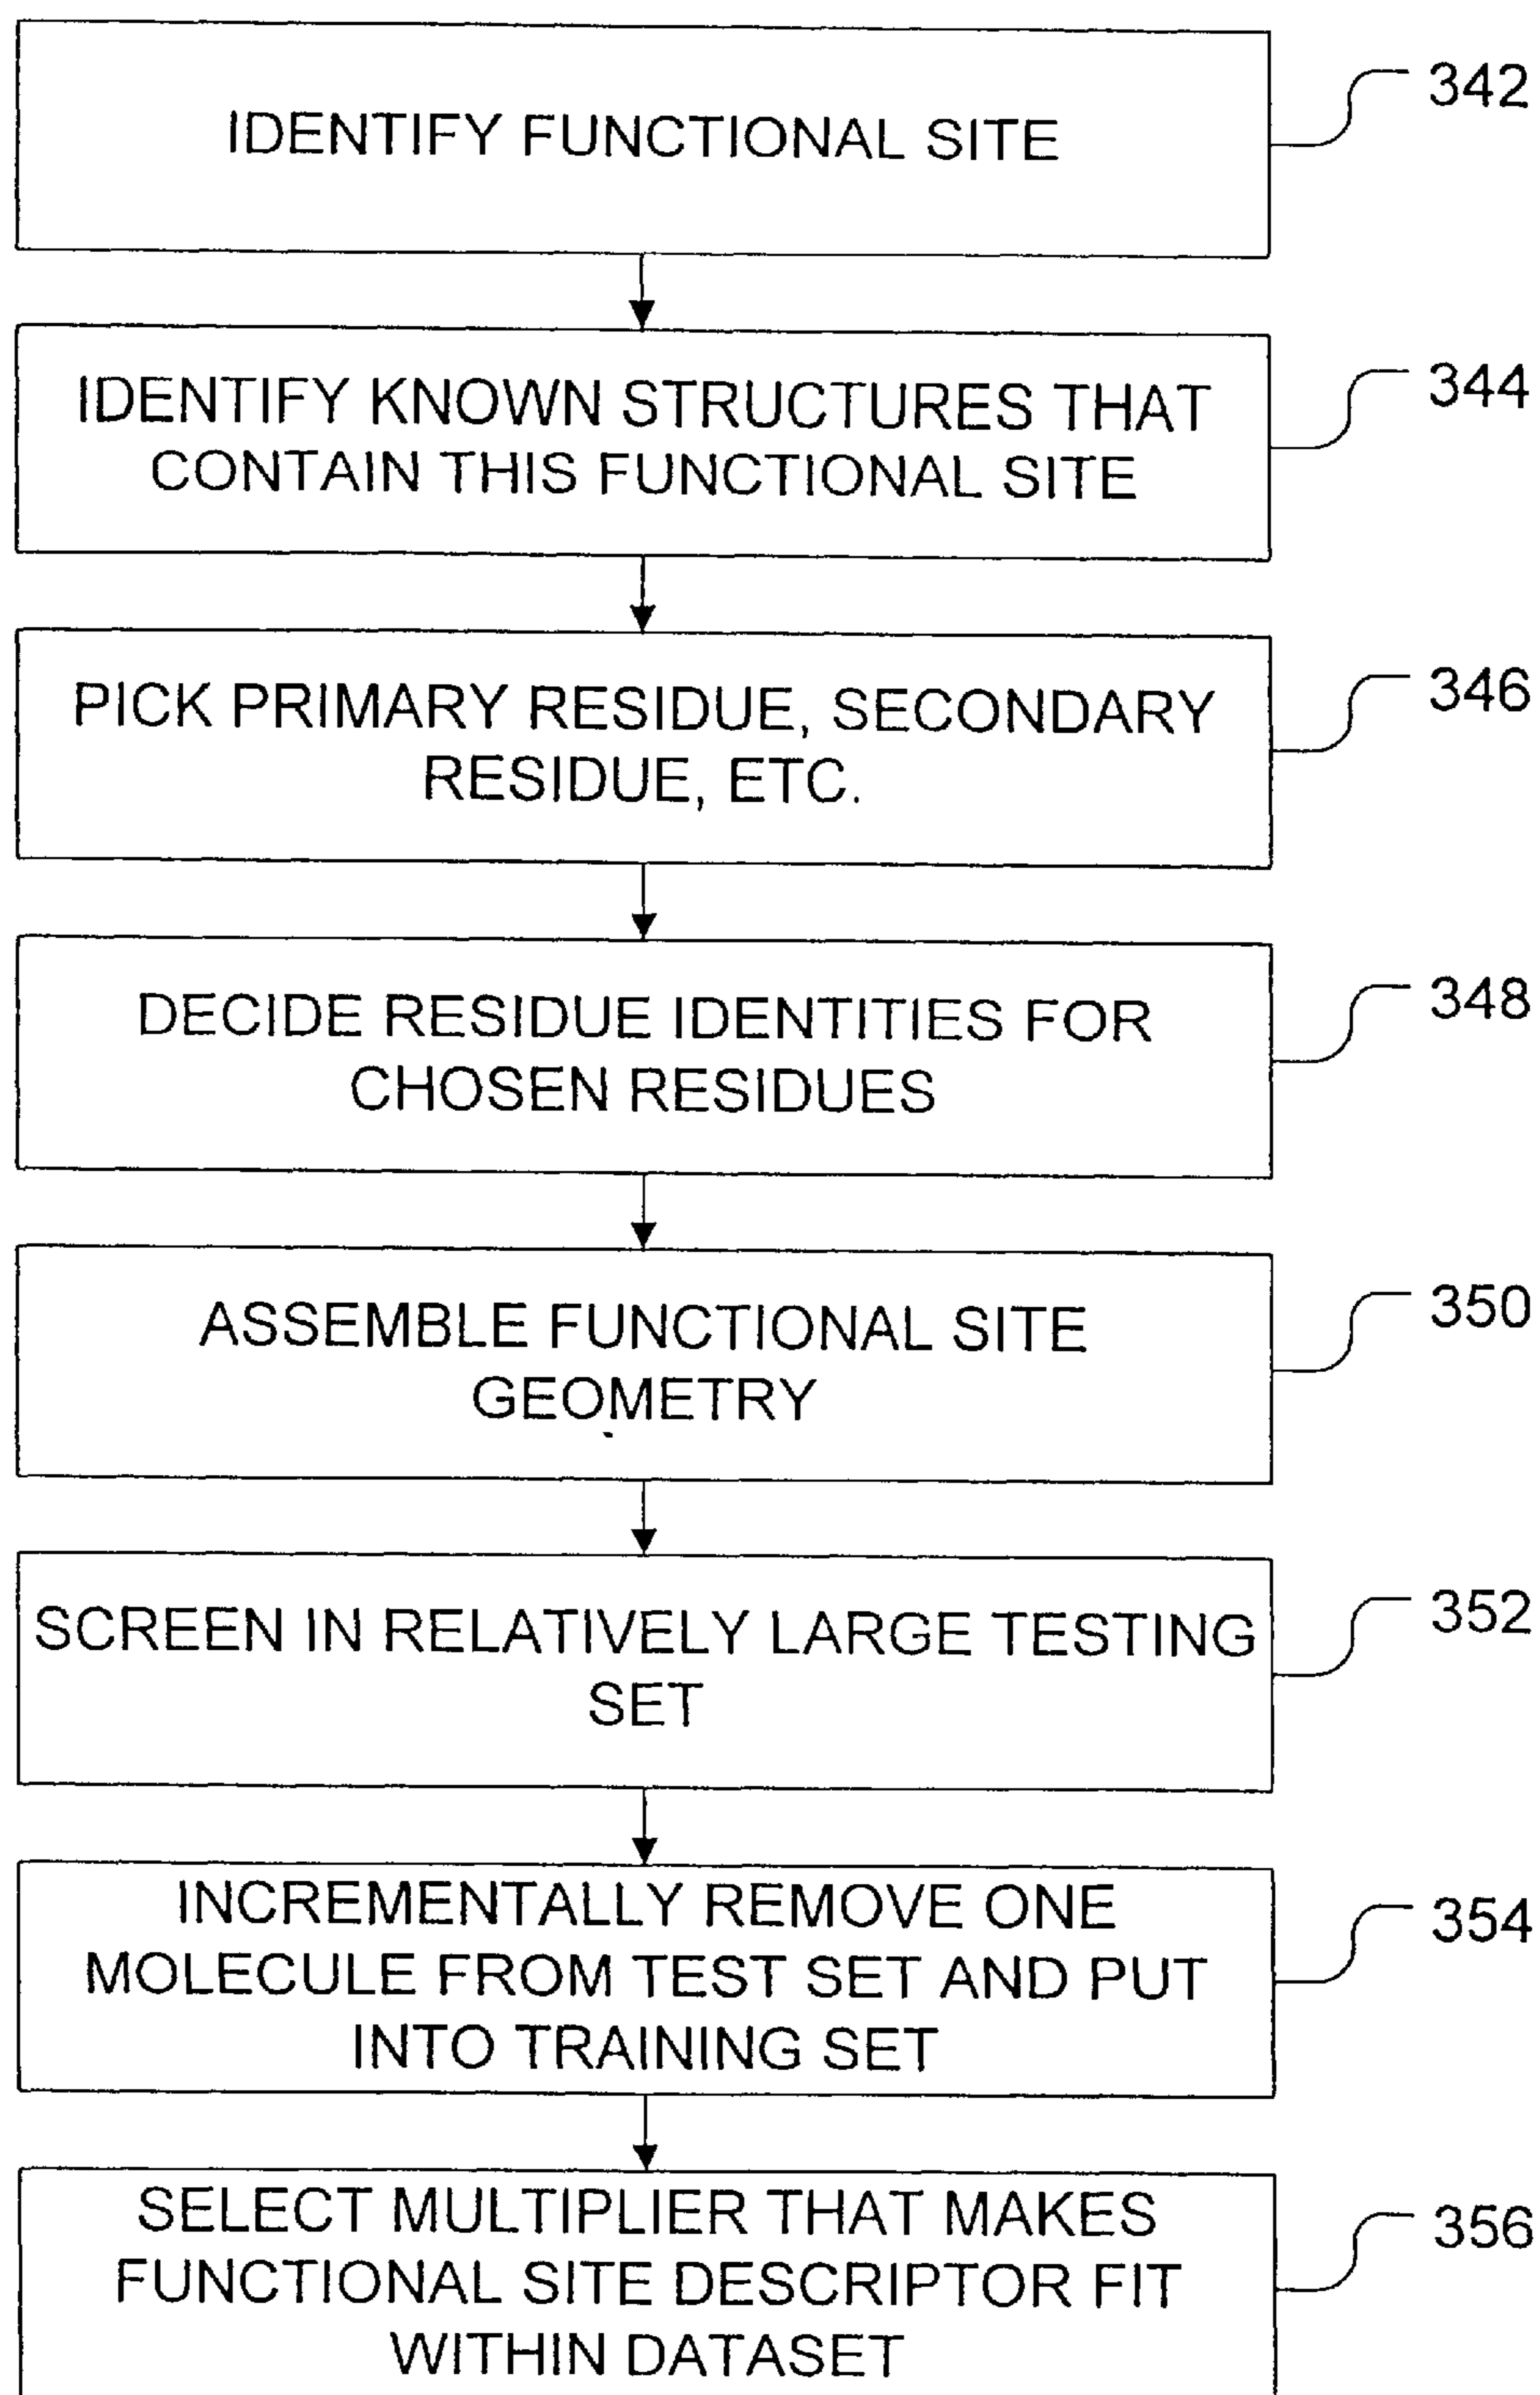 IDENTIFY FUNCTIONAL SITE
342
IDENTIFY KNOWN STRUCTURES THAT
CONTAIN THIS FUNCTIONAL SITE
344
PICK PRIMARY RESIDUE, SECONDARY
RESIDUE, ETC.
346
DECIDE RESIDUE IDENTITIES FOR
CHOSEN RESIDUES
348
ASSEMBLE FUNCTIONAL SITE
GEOMETRY
350
SCREEN IN RELATIVELY LARGE TESTING
SET
352
INCREMENTALLY REMOVE ONE
MOLECULE FROM TEST SET AND PUT
INTO TRAINING SET
354
SELECT MULTIPLIER THAT MAKES
FUNCTIONAL SITE DESCRIPTOR FIT
WITHIN DATASET
356